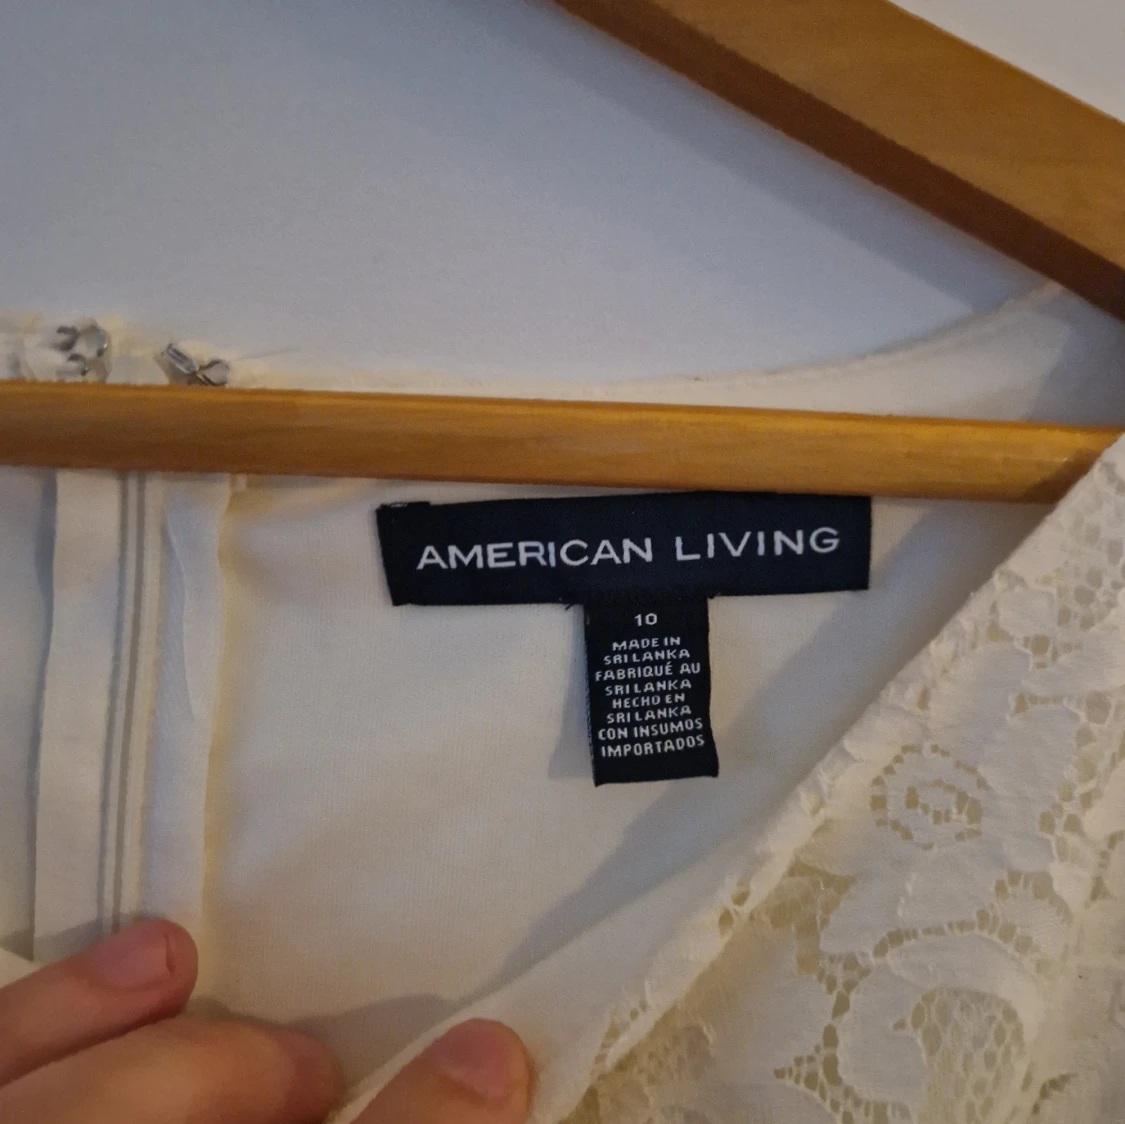 AMERICAN LIVING
10
MADE IN
SRI LANKA
FABRIQUÉ AU
SRI LANKA
HECHO EN
SRI LANKA
CON INSUMOS
IMPORTADOS